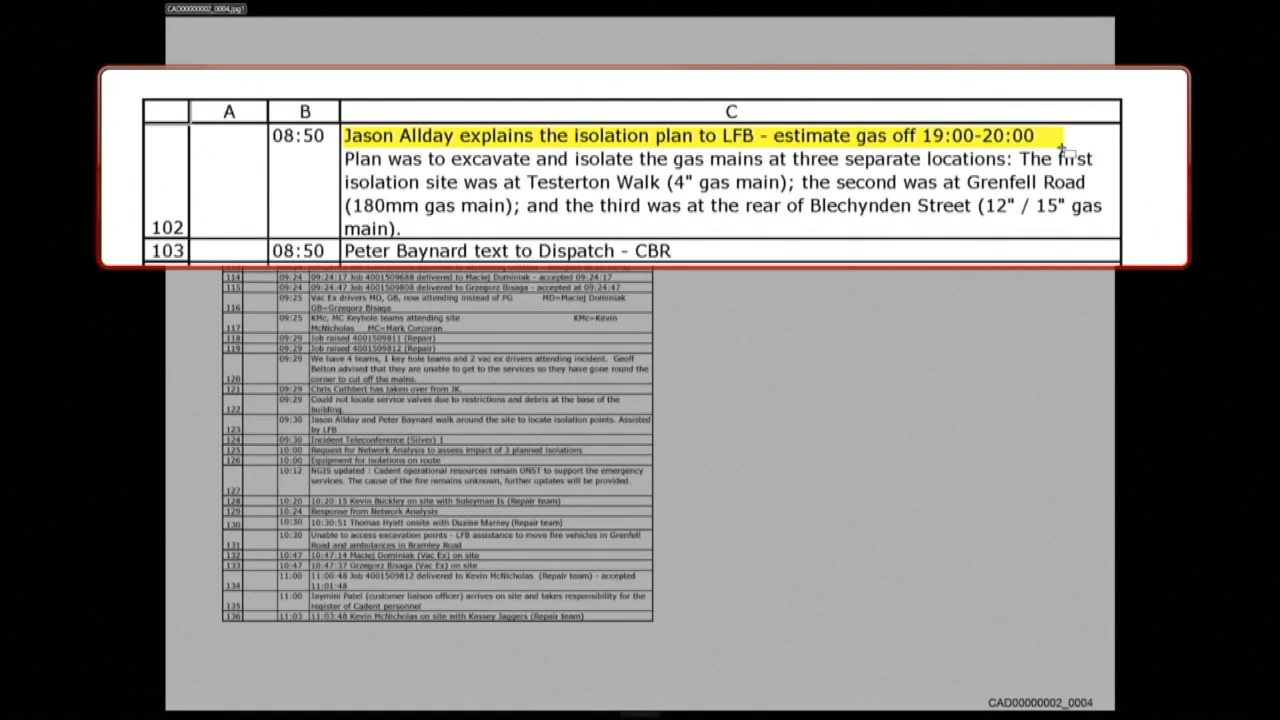 CAD00000002_0004.jpg1
A B C
08:50 Jason Allday explains the isolation plan to LFB - estimate gas off 19:00-20:00
Plan was to excavate and isolate the gas mains at three separate locations: The first
isolation site was at Testerton Walk (4" gas main); the second was at Grenfell Road
(180mm gas main); and the third was at the rear of Blechynden Street (12" / 15" gas
102 main).
103 08:50 Peter Baynard text to Dispatch - CBR
114 09:24 09:24:17 Job 4001509688 delivered to Maciej Dominiak - accepted 09:24:17
115 09:24 09:24:47 Job 4001509808 delivered to Grzegorz Bisaga - accepted at 09:24:47
09:25 Vac Ex drivers MD, GB, now attending instead of PG MD=Maciej Dominiak
116 GB=Grzegorz Bisaga
09:25 KMc, MC Keyhole teams attending site KMc=Kevin
117 McNicholas MC=Mark Corcoran
118 09:29 Job raised 4001509811 (Repair)
119 09:29 Job raised 4001509812 (Repair)
09:29 We have 4 teams, 1 key hole teams and 2 vac ex drivers attending incident. Geoff
Belton advised that they are unable to get to the services so they have gone round the
120 corner to cut off the mains.
121 09:29 Chris Cuthbert has taken over from JK.
09:29 Could not locate service valves due to restrictions and debris at the base of the
122 building.
09:30 Jason Allday and Peter Baynard walk around the site to locate isolation points. Assisted
123 by LFB
124 09:30 Incident Teleconference (Silver) 1
125 10:00 Request for Network Analysis to assess impact of 3 planned isolations
126 10:00 Equipment for isolations on route
10:12 NGIS updated : Cadent operational resources remain ONST to support the emergency
services. The cause of the fire remains unknown, further updates will be provided.
127
128 10:20 10:20:15 Kevin Buckley on site with Suleyman Is (Repair team)
129 10:24 Response from Network Analysis
130 10:30 10:30:51 Thomas Hyatt onsite with Duaine Marney (Repair team)
10:30 Unable to access excavation points - LFB assistance to move fire vehicles in Grenfell
131 Road and ambulances in Bramley Road
132 10:47 10:47:14 Maciej Dominiak (Vac Ex) on site
133 10:47 10:47:37 Grzegorz Bisaga (Vac Ex) on site
11:00 11:00:48 Job 4001509812 delivered to Kevin McNicholas (Repair team) - accepted
134 11:01:48
11:00 Jaymini Patel (customer liaison officer) arrives on site and takes responsibility for the
135 register of Cadent personnel
136 11:03 11:03:48 Kevin McNicholas on site with Kassey Jaggers (Repair team)
CAD00000002_0004